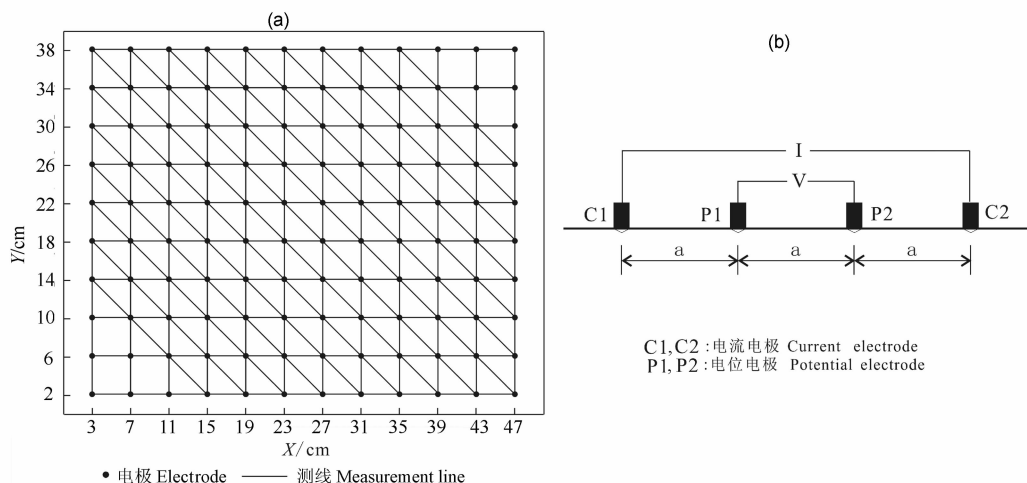 (a)
38
34
30
26
22
18
14
10
6
2
Y/cm
3 7 11 15 19 23 27 31 35 39 43 47
X/cm
• 电极 Electrode —— 测线 Measurement line
(b)
I
V
C1 P1 P2 C2
a a a
C1,C2:电流电极 Current electrode
P1,P2:电位电极 Potential electrode